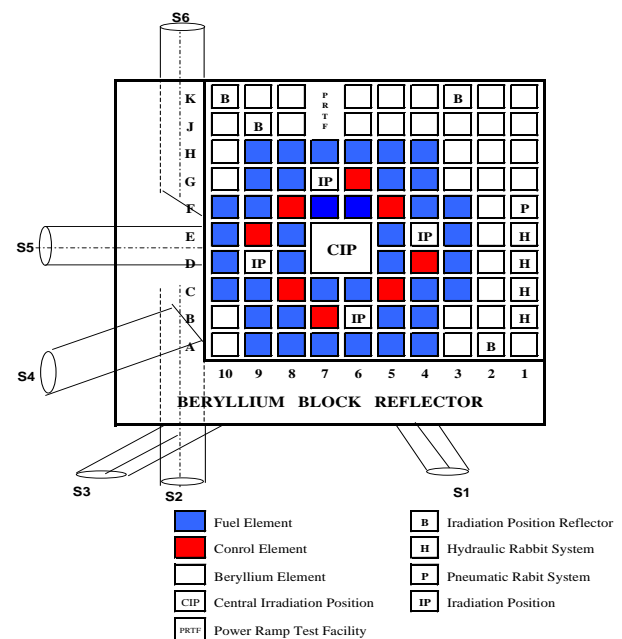 S6
K B P R T F B
J B
H
G IP
F P
S5 E CIP IP H
D IP H
C H
B IP H
S4 A B
10 9 8 7 6 5 4 3 2 1
BERYLLIUM BLOCK REFLECTOR
S3 S2 S1
Fuel Element B Irradiation Position Reflector
Conrol Element H Hydraulic Rabbit System
Beryllium Element P Pneumatic Rabit System
CIP Central Irradiation Position IP Irradiation Position
PRTF Power Ramp Test Facility